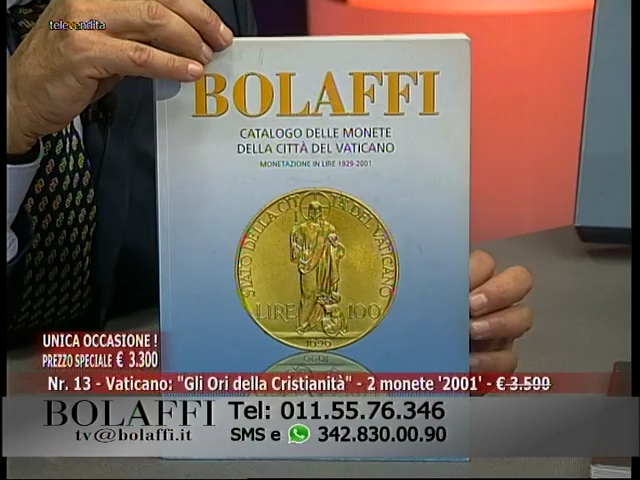 televendita
BOLAFFI
CATALOGO DELLE MONETE
DELLA CITTÀ DEL VATICANO
MONETAZIONE IN LIRE 1929-2001
STATO DELLA CITTÀ DEL VATICANO
LIRE 100
1929
UNICA OCCASIONE !
PREZZO SPECIALE € 3.300
Nr. 13 - Vaticano: "Gli Ori della Cristianità" - 2 monete '2001' - € 3.500
BOLAFFI
tv@bolaffi.it
Tel: 011.55.76.346
SMS e 342.830.00.90